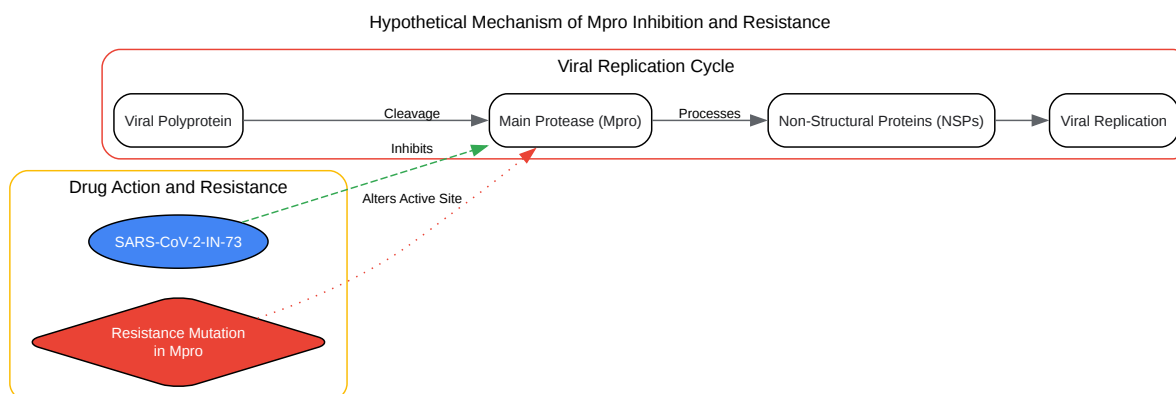 Hypothetical Mechanism of Mpro Inhibition and Resistance
Viral Replication Cycle
Viral Polyprotein
Cleavage
Main Protease (Mpro)
Processes
Non-Structural Proteins (NSPs)
Viral Replication
Inhibits
Drug Action and Resistance
Alters Active Site
SARS-CoV-2-IN-73
Resistance Mutation
in Mpro